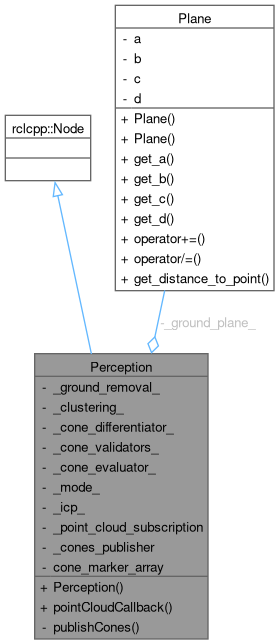 Plane
- a
- b
- c
- d
+ Plane()
+ Plane()
+ get_a()
+ get_b()
+ get_c()
+ get_d()
+ operator+=()
+ operator/=()
+ get_distance_to_point()
rclcpp::Node
-_ground_plane_
Perception
- _ground_removal_
- _clustering_
- _cone_differentiator_
- _cone_validators_
- _cone_evaluator_
- _mode_
- _icp_
- _point_cloud_subscription
- _cones_publisher
- cone_marker_array
+ Perception()
+ pointCloudCallback()
- publishCones()